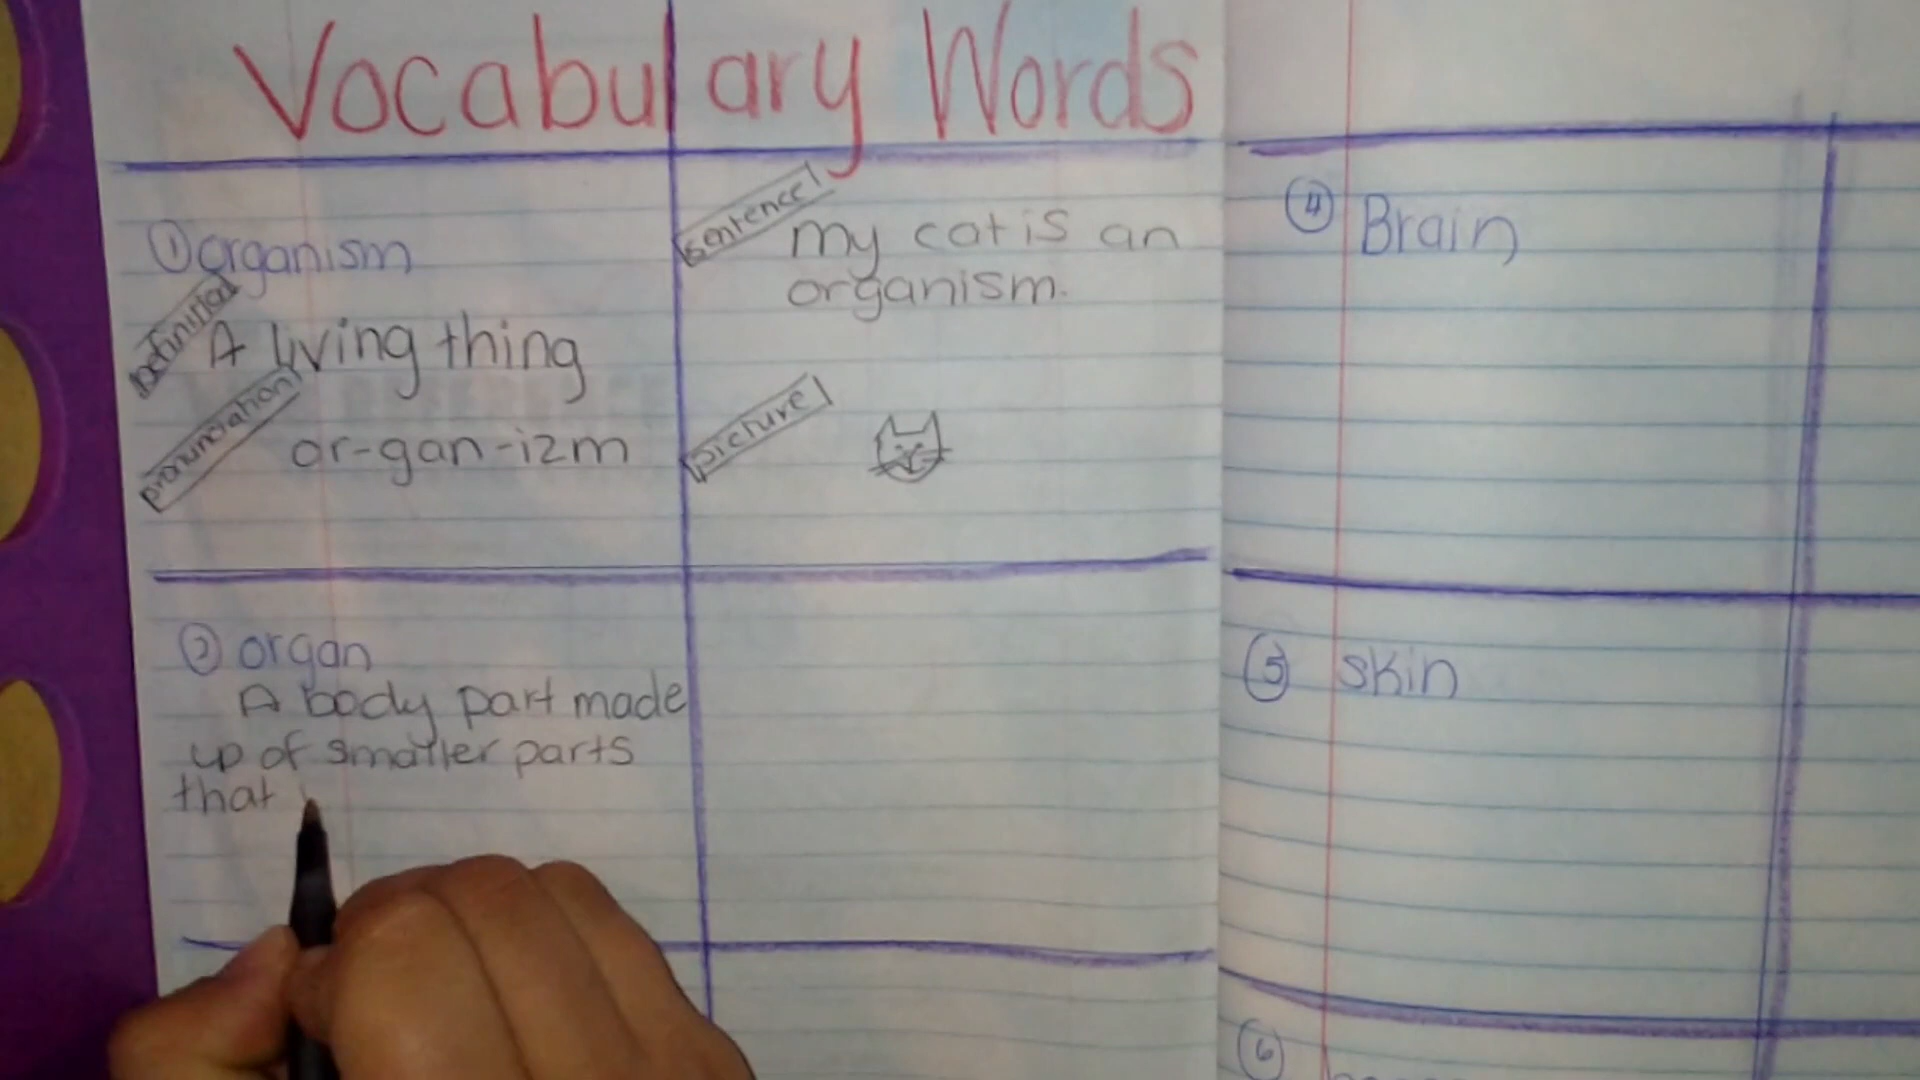 Vocabulary Words
① organism
Definition
A living thing
pronunciation
or-gan-izm
sentence
my cat is an
organism.
picture
② organ
A body part made
up of smaller parts
that
④ Brain
⑤ skin
⑥